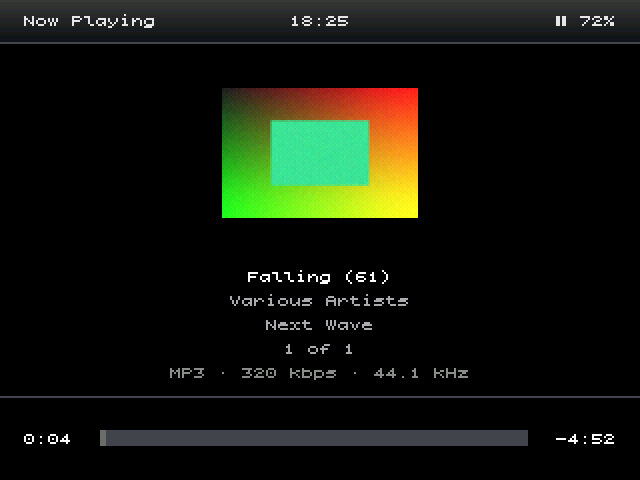 Now Playing 18:25 72%
Falling (61)
Various Artists
Next Wave
1 of 1
MP3 · 320 kbps · 44.1 kHz
0:04 -4:52